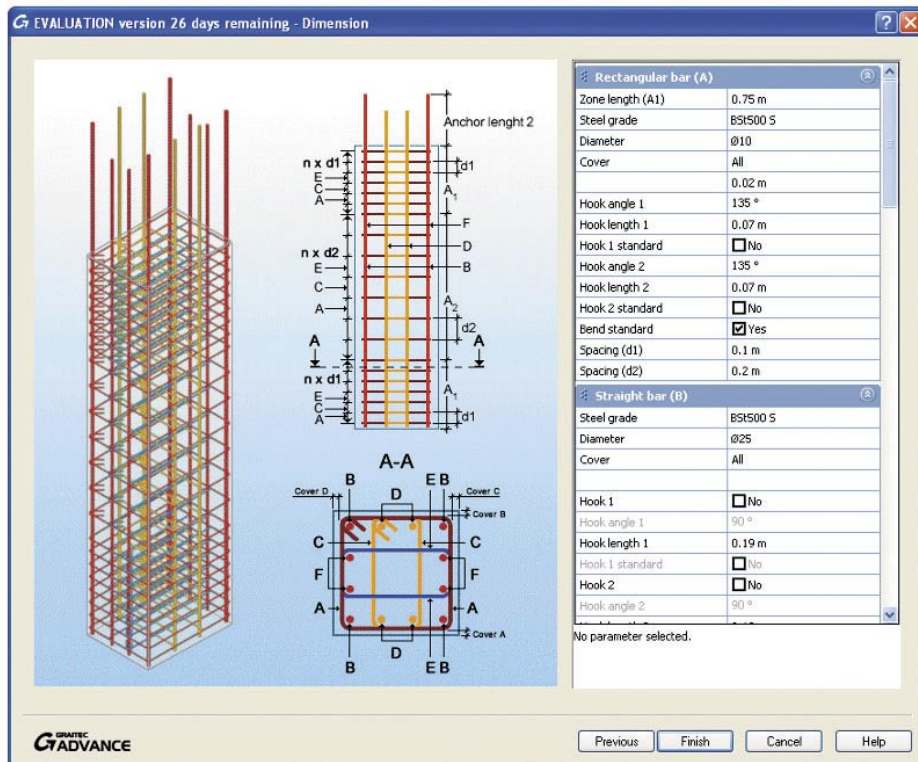 EVALUATION version 26 days remaining - Dimension
Anchor lenght 2
n x d1
E
C
A
d1
A1
F
D
n x d2
E
B
C
A
A2
d2
A
A
n x d1
A1
E
C
A
d1
A-A
Cover D
B
D
E B
Cover C
Cover B
C
C
F
F
A
A
Cover A
B
D
E B
Rectangular bar (A)
Zone length (A1) 0.75 m
Steel grade BSt500 S
Diameter Ø10
Cover All
0.02 m
Hook angle 1 135 °
Hook length 1 0.07 m
Hook 1 standard No
Hook angle 2 135 °
Hook length 2 0.07 m
Hook 2 standard No
Bend standard Yes
Spacing (d1) 0.1 m
Spacing (d2) 0.2 m
Straight bar (B)
Steel grade BSt500 S
Diameter Ø25
Cover All
Hook 1 No
Hook angle 1 90 °
Hook length 1 0.19 m
Hook 1 standard No
Hook 2 No
Hook angle 2 90 °
No parameter selected.
GRAITEC
ADVANCE
Previous Finish Cancel Help